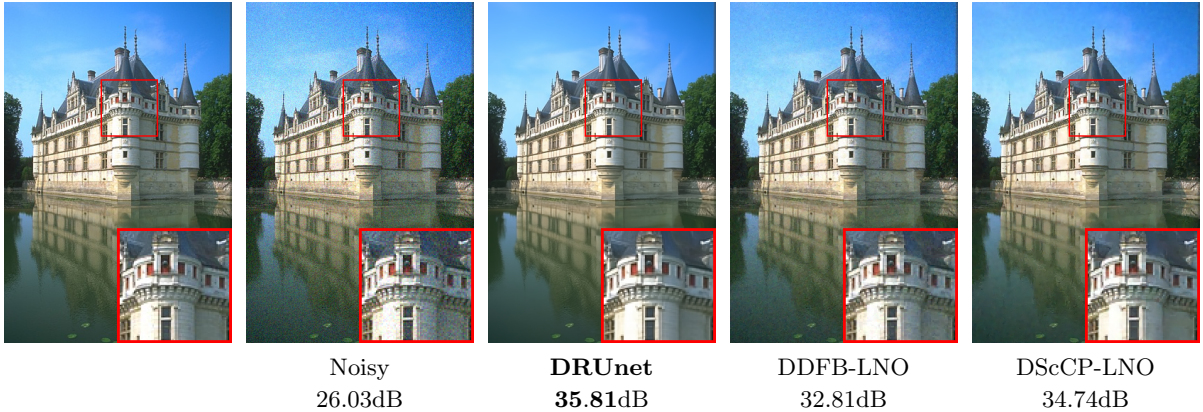 Noisy
DRUnet
DDFB-LNO
DScCP-LNO
26.03dB
35.81dB
32.81dB
34.74dB